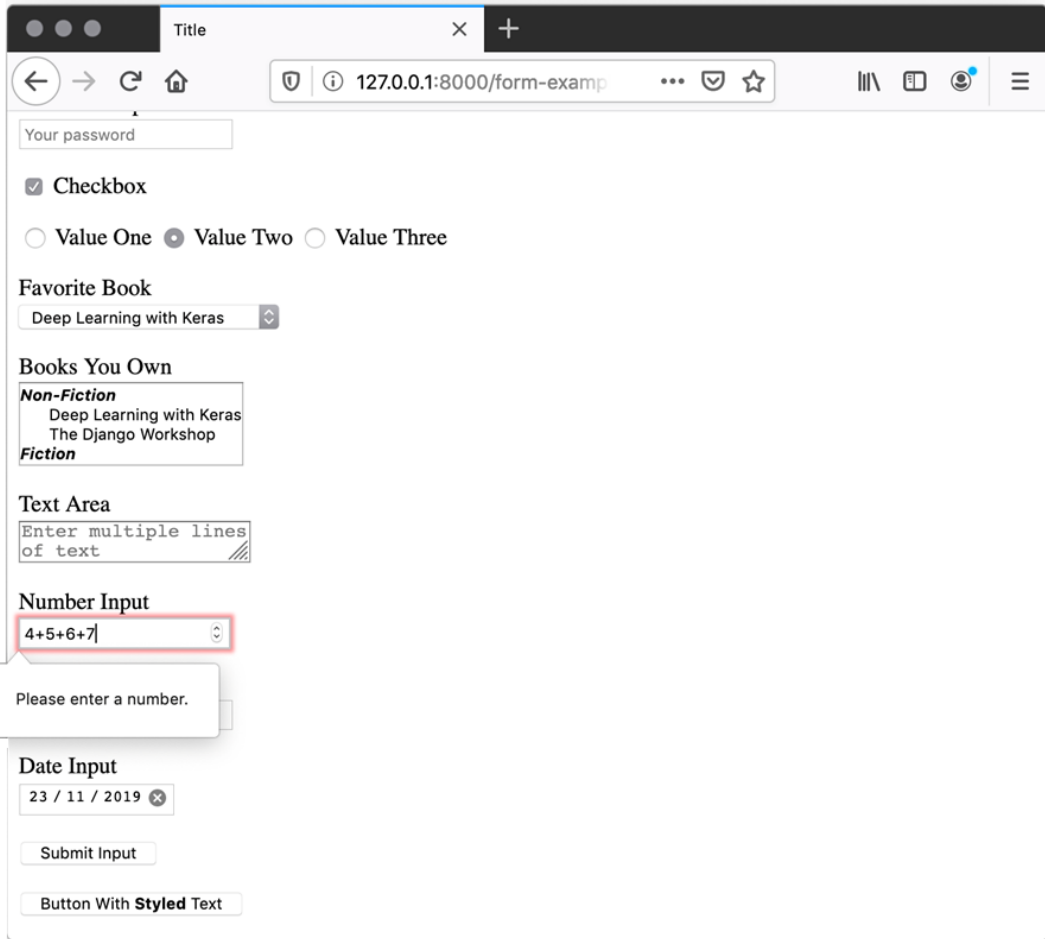 Title
127.0.0.1:8000/form-examp
Your password
Checkbox
Value One Value Two Value Three
Favorite Book
Deep Learning with Keras
Books You Own
Non-Fiction
Deep Learning with Keras
The Django Workshop
Fiction
Text Area
Enter multiple lines
of text
Number Input
4+5+6+7
Please enter a number.
Date Input
23 / 11 / 2019
Submit Input
Button With Styled Text